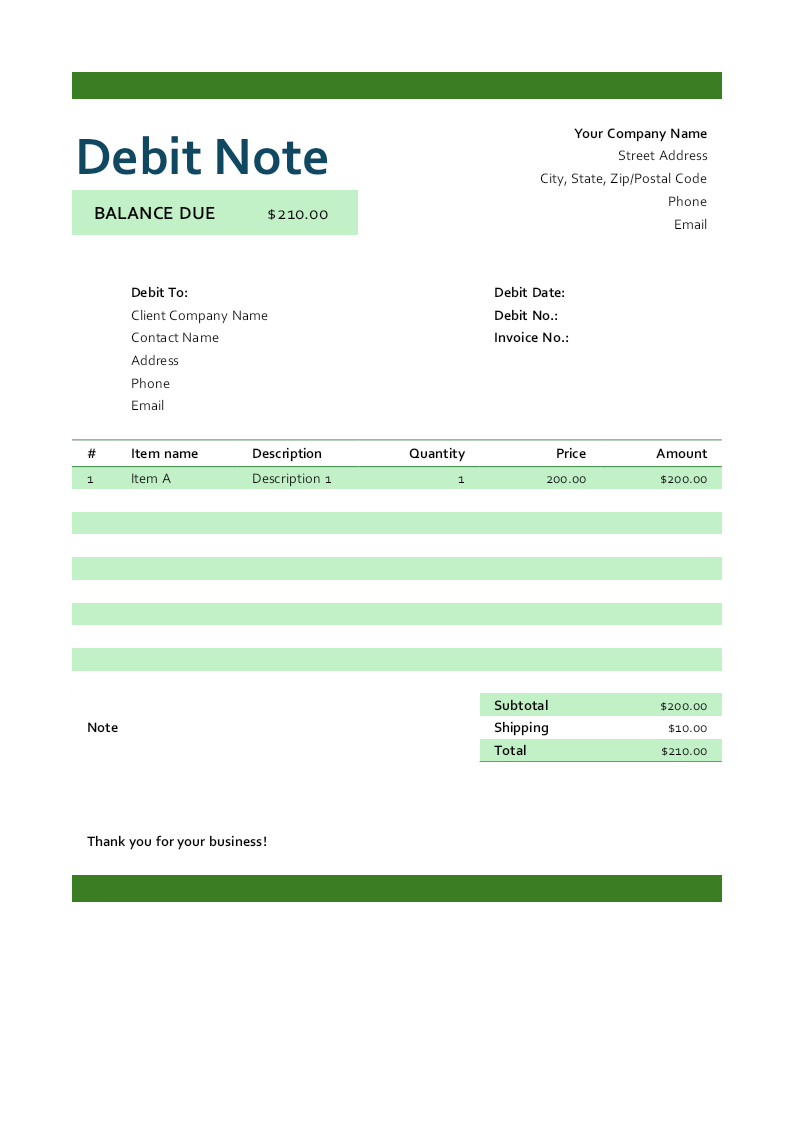 Debit Note
BALANCE DUE $210.00
Your Company Name
Street Address
City, State, Zip/Postal Code
Phone
Email
Debit To:
Client Company Name
Contact Name
Address
Phone
Email
Debit Date:
Debit No.:
Invoice No.:
# Item name Description Quantity Price Amount
1 Item A Description 1 1 200.00 $200.00
Subtotal $200.00
Shipping $10.00
Total $210.00
Note
Thank you for your business!